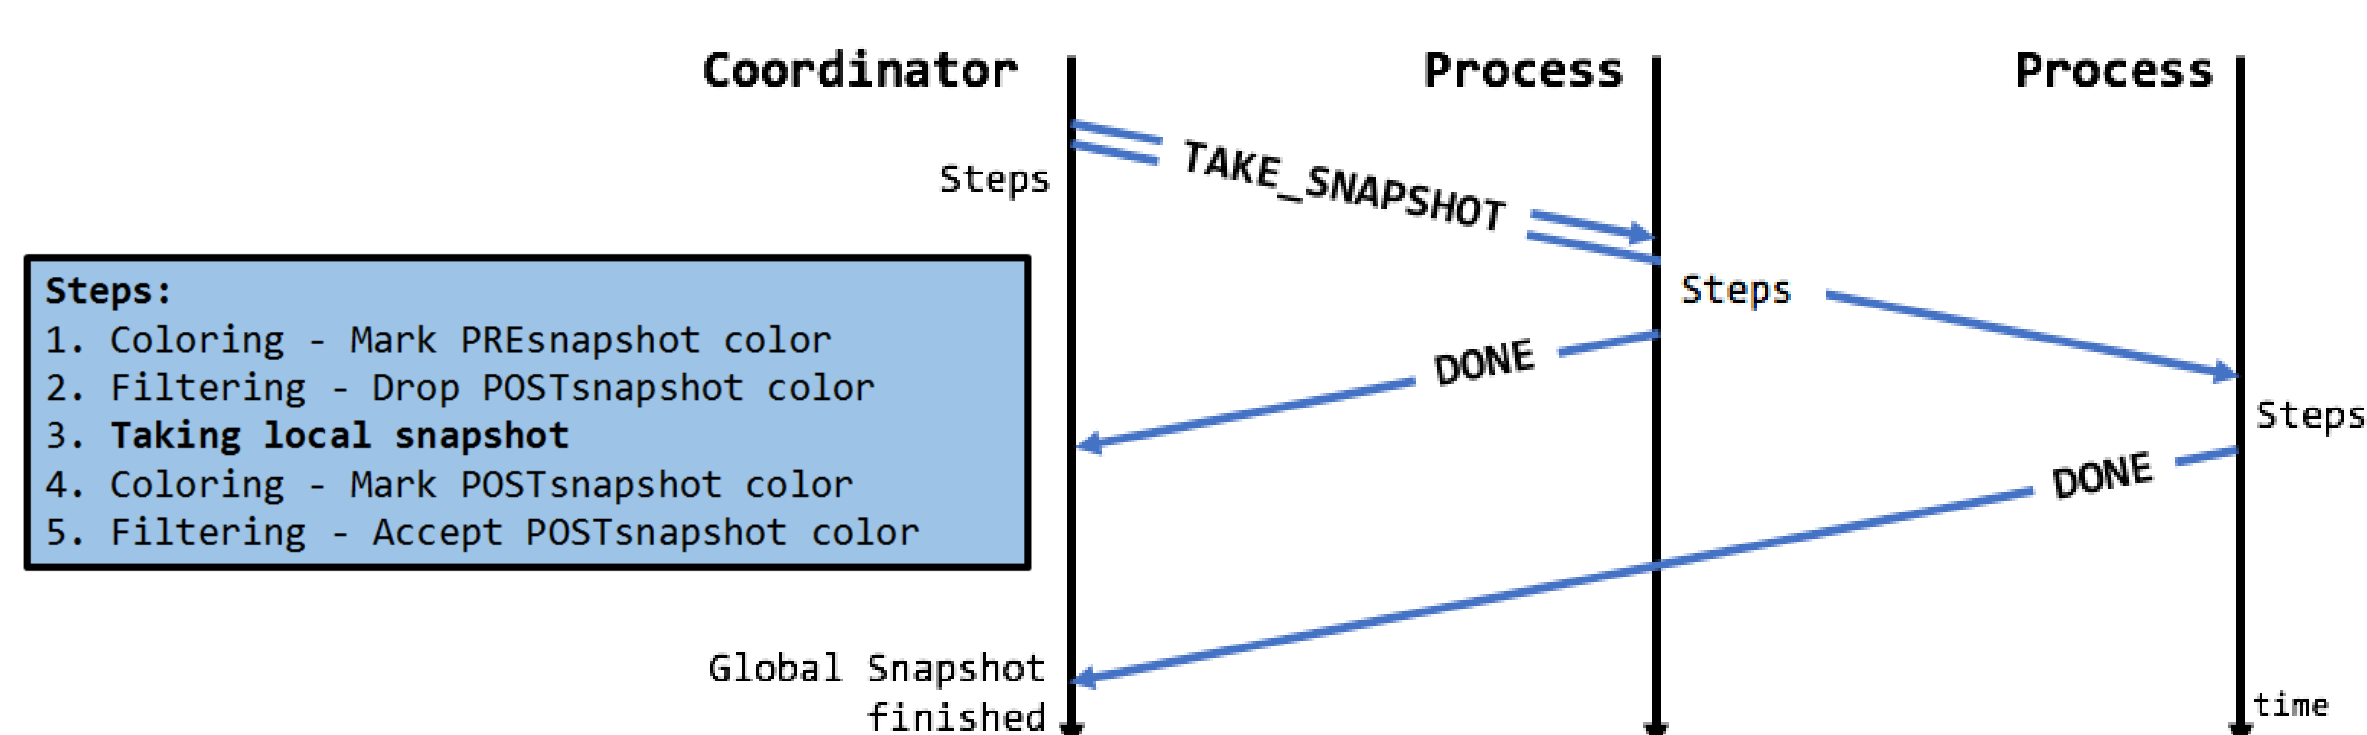 Coordinator
Process
Process
TAKE_SNAPSHOT
Steps
Steps
Steps:
1. Coloring - Mark PREsnapshot color
2. Filtering - Drop POSTsnapshot color
3. Taking local snapshot
4. Coloring - Mark POSTsnapshot color
5. Filtering - Accept POSTsnapshot color
DONE
Steps
DONE
Global Snapshot
finished
time